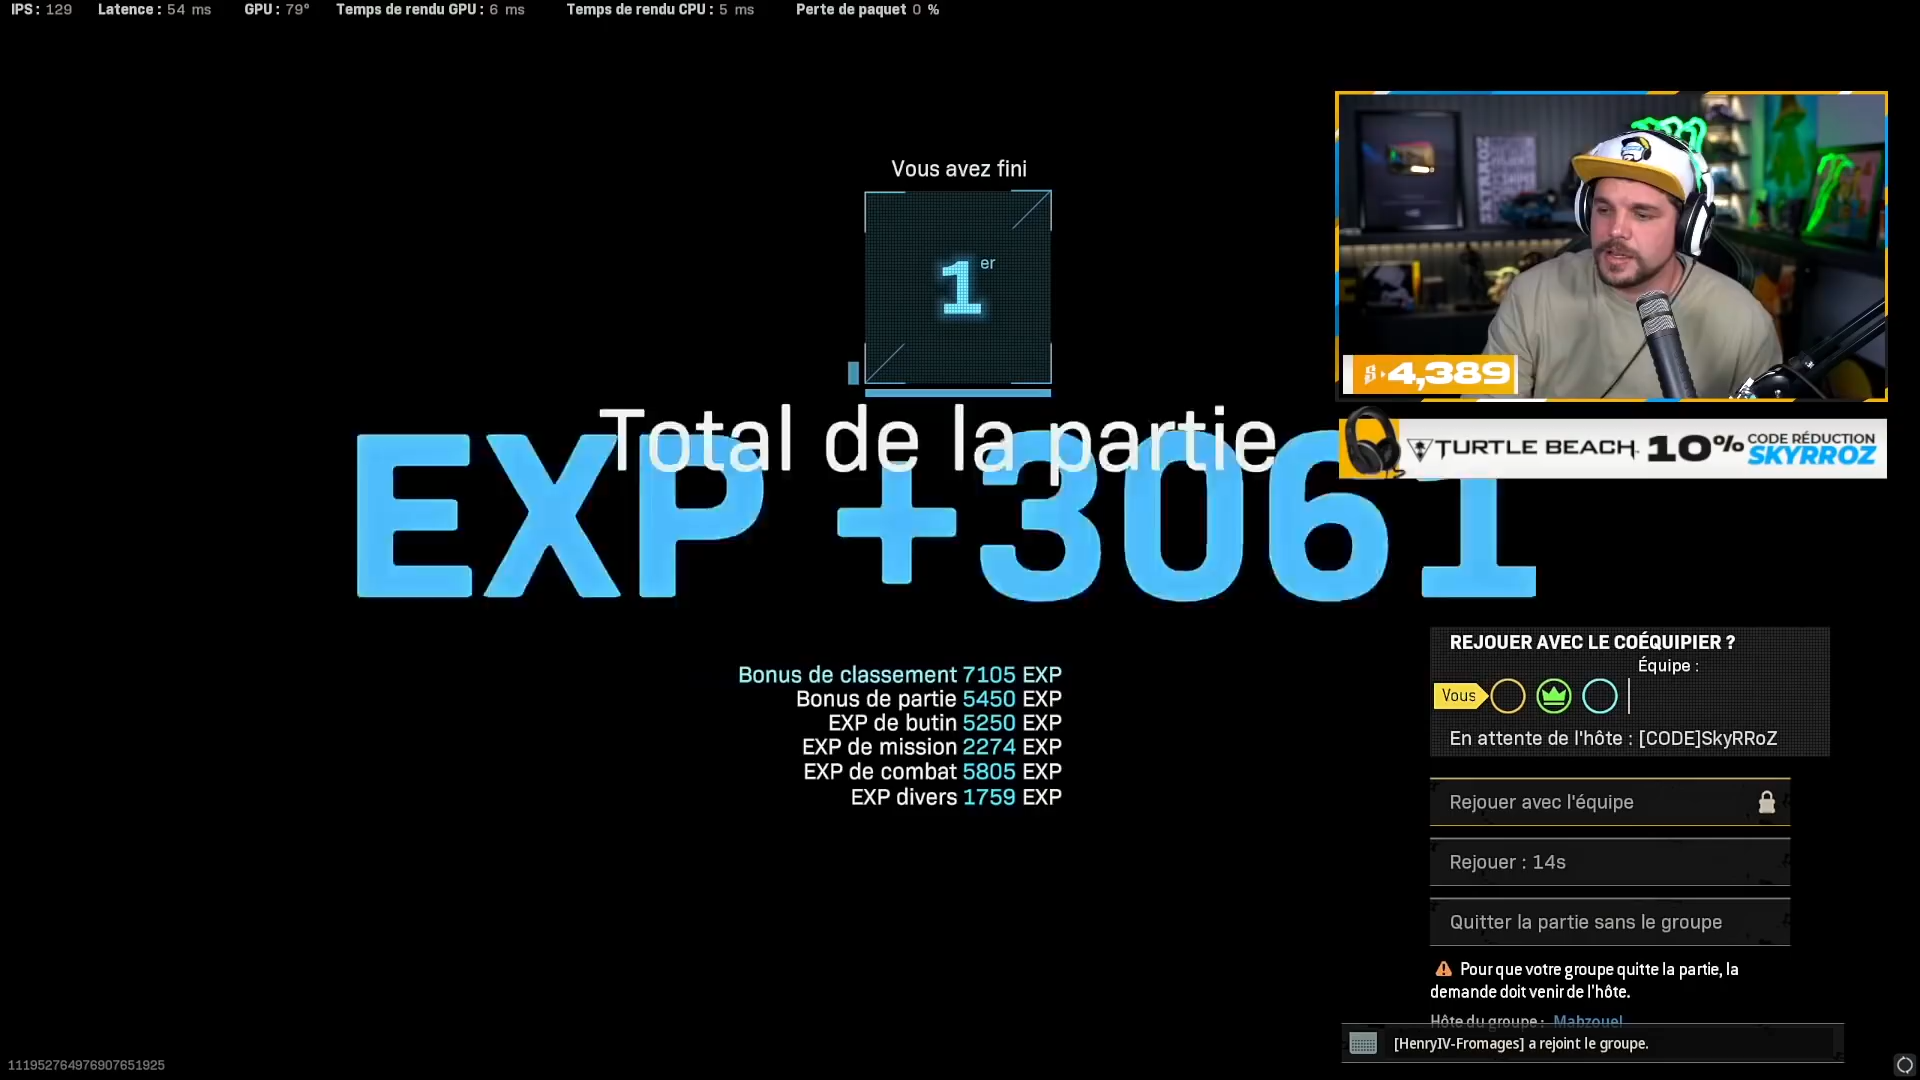 IPS : 129 Latence : 54 ms GPU : 79° Temps de rendu GPU : 6 ms Temps de rendu CPU : 5 ms Perte de paquet 0 %
Vous avez fini
1er
Total de la partie
EXP +3061
Bonus de classement 7105 EXP
Bonus de partie 5450 EXP
EXP de butin 5250 EXP
EXP de mission 2274 EXP
EXP de combat 5805 EXP
EXP divers 1759 EXP
4,389
TURTLE BEACH 10% CODE RÉDUCTION
SKYRROZ
REJOUER AVEC LE COÉQUIPIER ?
Équipe :
Vous
En attente de l'hôte : [CODE]SkyRRoZ
Rejouer avec l'équipe
Rejouer : 14s
Quitter la partie sans le groupe
Pour que votre groupe quitte la partie, la
demande doit venir de l'hôte.
Hôte du groupe : Mabzouel
[HenryIV-Fromages] a rejoint le groupe.
111952764976907651925